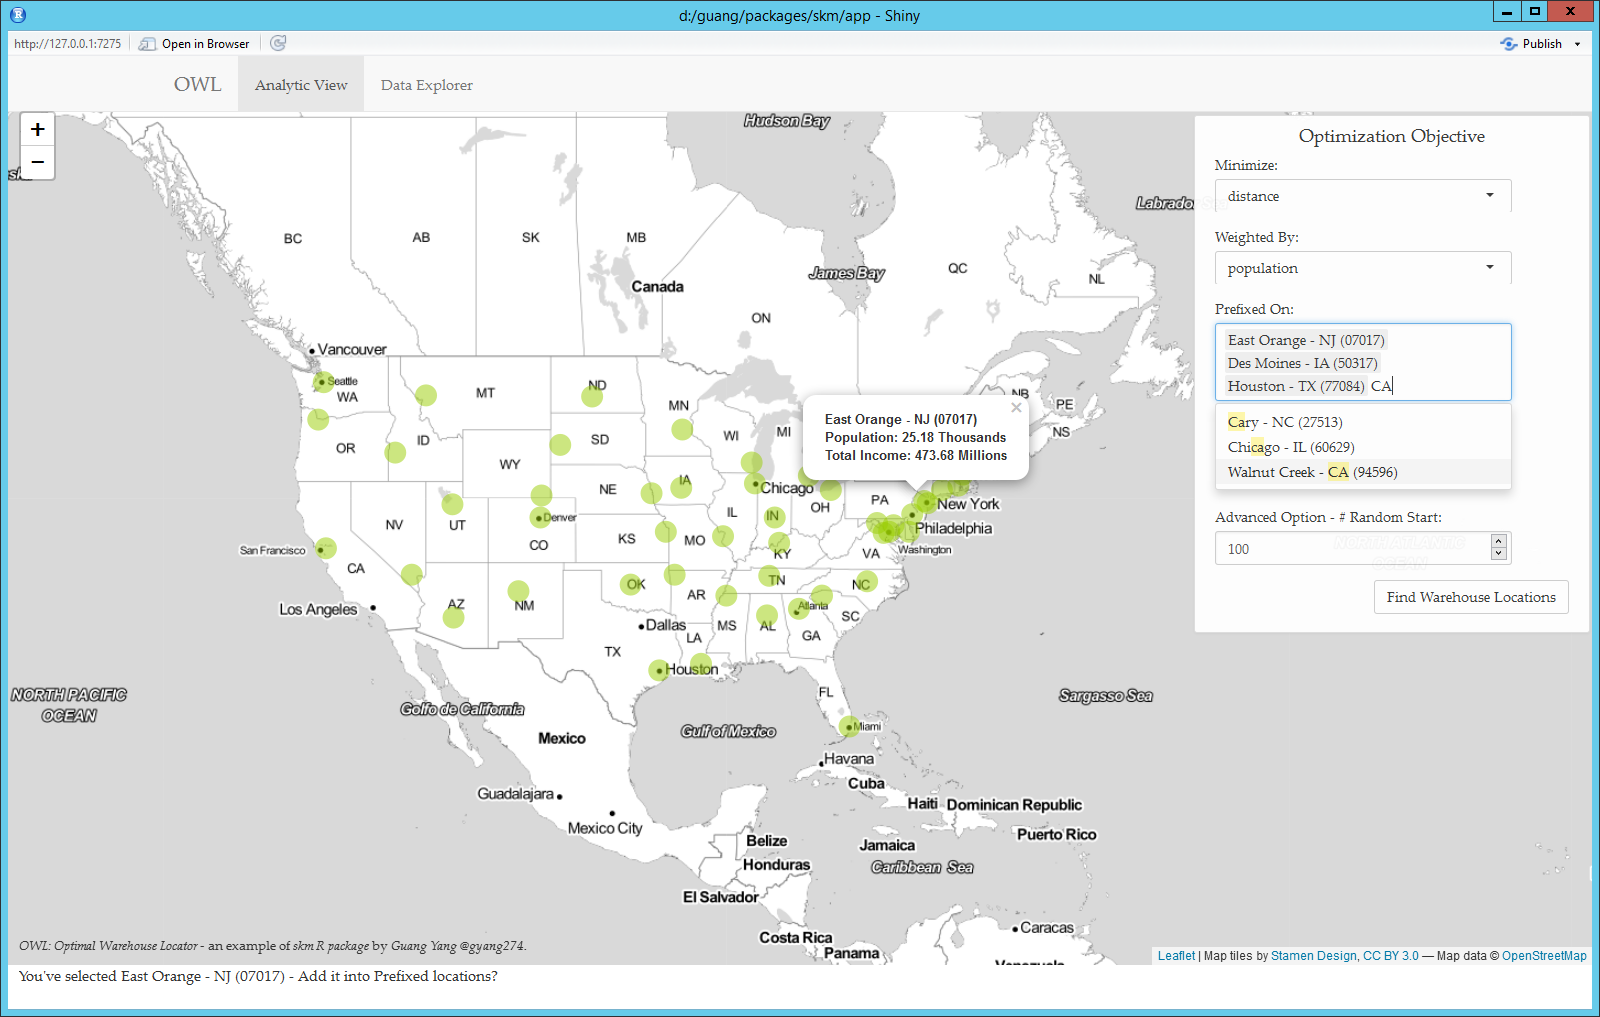 d:/guang/packages/skm/app - Shiny
http://127.0.0.1:7275
Open in Browser
Publish
OWL
Analytic View
Data Explorer
+
−
Optimization Objective
Minimize:
distance
Weighted By:
population
Prefixed On:
East Orange - NJ (07017)
Des Moines - IA (50317)
Houston - TX (77084) CA
Cary - NC (27513)
Chicago - IL (60629)
Walnut Creek - CA (94596)
Advanced Option - # Random Start:
100
Find Warehouse Locations
East Orange - NJ (07017)
Population: 25.18 Thousands
Total Income: 473.68 Millions
×
Hudson Bay
Labrador
BC
AB
SK
MB
QC
NL
James Bay
Canada
ON
Vancouver
Seattle
WA
MT
ND
MN
NB
PE
NS
WI
MI
OR
ID
SD
WY
IA
NE
Chicago
PA
New York
OH
IL
IN
NV
UT
Denver
CO
KS
MO
KY
VA
Philadelphia
Washington
NORTH ATLANTIC
OCEAN
San Francisco
CA
Los Angeles
AZ
NM
OK
AR
TN
NC
Atlanta
SC
Dallas
MS
AL
GA
LA
TX
Houston
FL
Miami
NORTH PACIFIC
OCEAN
Golfo de California
Gulf of Mexico
Sargasso Sea
Mexico
Havana
Cuba
Guadalajara
Mexico City
Haiti
Dominican Republic
Puerto Rico
Jamaica
Belize
Honduras
Caribbean Sea
El Salvador
Costa Rica
Panama
Caracas
Venezuela
OWL: Optimal Warehouse Locator - an example of skm R package by Guang Yang @gyang274.
Leaflet | Map tiles by Stamen Design, CC BY 3.0 — Map data © OpenStreetMap
You've selected East Orange - NJ (07017) - Add it into Prefixed locations?